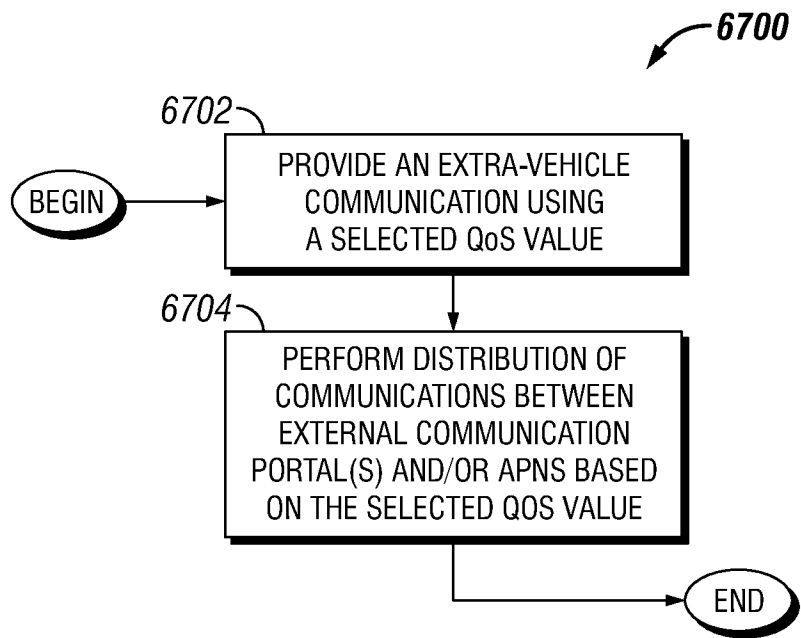 6700
6702
BEGIN
PROVIDE AN EXTRA-VEHICLE
COMMUNICATION USING
A SELECTED QoS VALUE
6704
PERFORM DISTRIBUTION OF
COMMUNICATIONS BETWEEN
EXTERNAL COMMUNICATION
PORTAL(S) AND/OR APNS BASED
ON THE SELECTED QOS VALUE
END